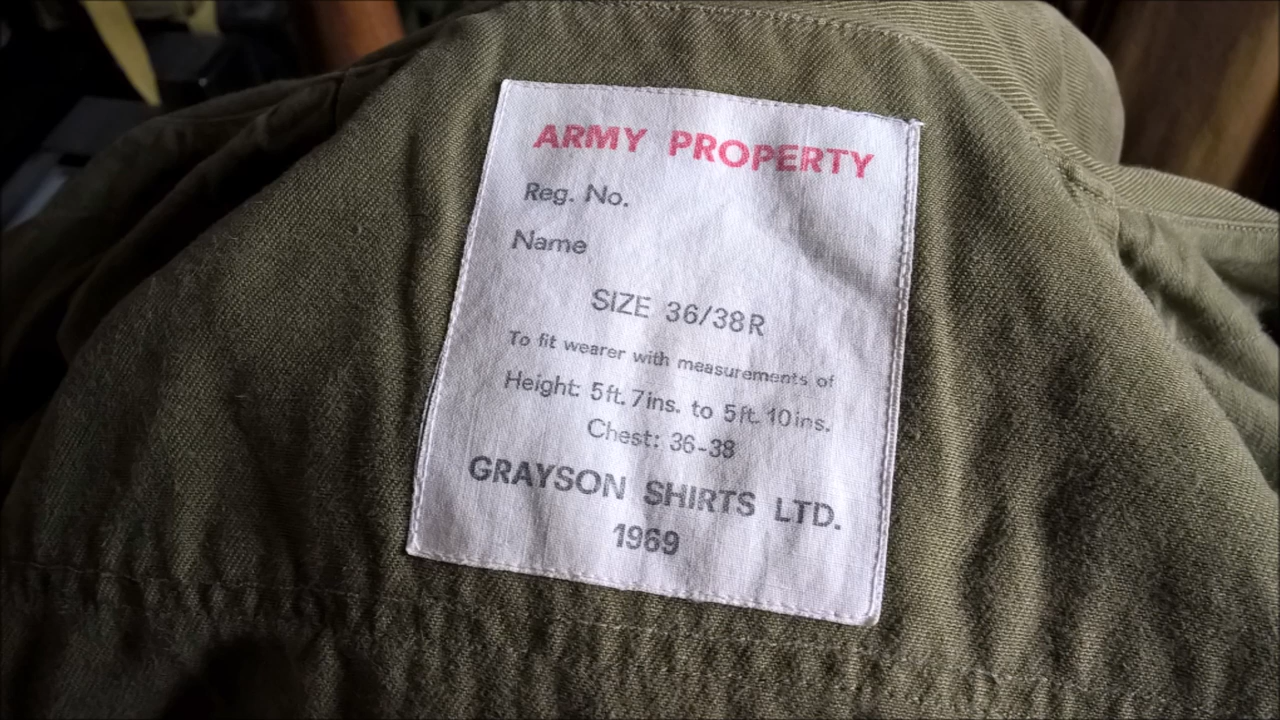 ARMY PROPERTY
Reg. No.
Name
SIZE 36/38R
To fit wearer with measurements of
Height: 5ft. 7ins. to 5ft. 10ins.
Chest: 36-38
GRAYSON SHIRTS LTD.
1969